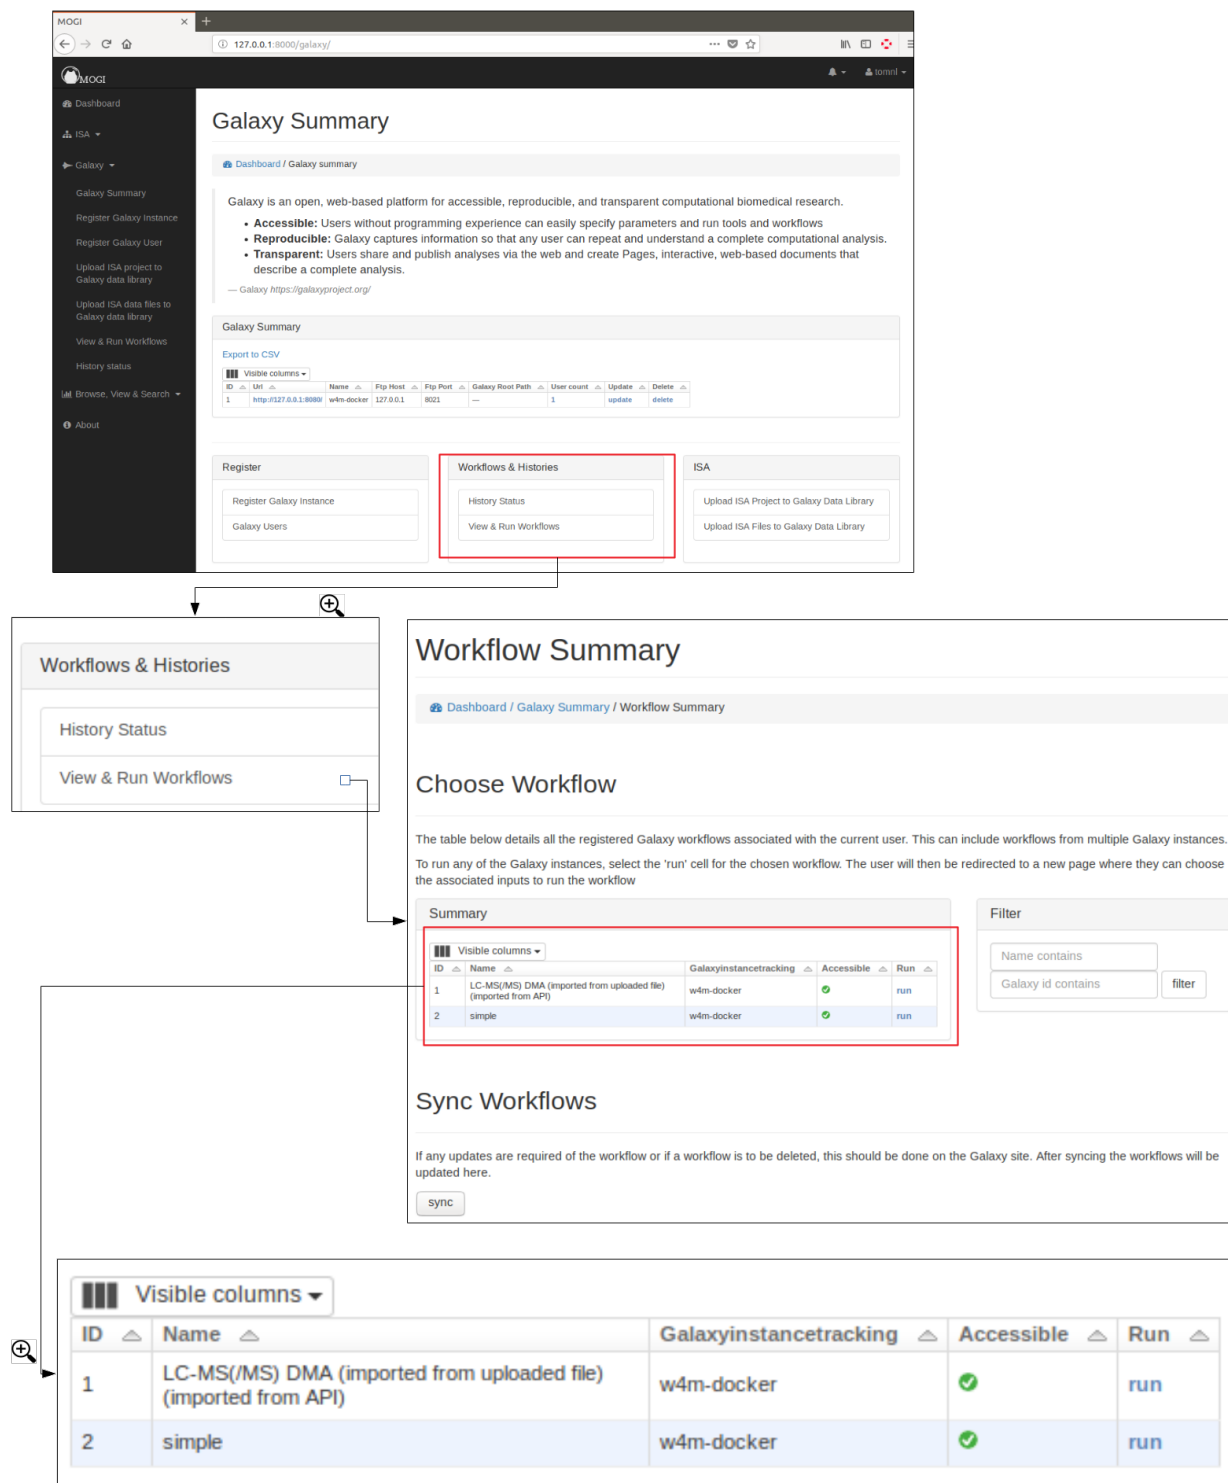 MOGI
127.0.0.1:8000/galaxy/
MOGI
tomnl
Dashboard
ISA
Galaxy
Galaxy Summary
Register Galaxy Instance
Register Galaxy User
Upload ISA project to
Galaxy data library
Upload ISA data files to
Galaxy data library
View & Run Workflows
History status
Browse, View & Search
About
Galaxy Summary
Dashboard / Galaxy summary
Galaxy is an open, web-based platform for accessible, reproducible, and transparent computational biomedical research.
• Accessible: Users without programming experience can easily specify parameters and run tools and workflows
• Reproducible: Galaxy captures information so that any user can repeat and understand a complete computational analysis.
• Transparent: Users share and publish analyses via the web and create Pages, interactive, web-based documents that
describe a complete analysis.
— Galaxy https://galaxyproject.org/
Galaxy Summary
Export to CSV
Visible columns
ID Url Name Ftp Host Ftp Port Galaxy Root Path User count Update Delete
1 http://127.0.0.1:8080/ w4m-docker 127.0.0.1 8021 — 1 update delete
Register
Register Galaxy Instance
Galaxy Users
Workflows & Histories
History Status
View & Run Workflows
ISA
Upload ISA Project to Galaxy Data Library
Upload ISA Files to Galaxy Data Library
Workflows & Histories
History Status
View & Run Workflows
Workflow Summary
Dashboard / Galaxy Summary / Workflow Summary
Choose Workflow
The table below details all the registered Galaxy workflows associated with the current user. This can include workflows from multiple Galaxy instances.
To run any of the Galaxy instances, select the 'run' cell for the chosen workflow. The user will then be redirected to a new page where they can choose
the associated inputs to run the workflow
Summary
Visible columns
ID Name Galaxyinstancetracking Accessible Run
1 LC-MS(/MS) DMA (imported from uploaded file)
(imported from API) w4m-docker run
2 simple w4m-docker run
Filter
Name contains
Galaxy id contains filter
Sync Workflows
If any updates are required of the workflow or if a workflow is to be deleted, this should be done on the Galaxy site. After syncing the workflows will be
updated here.
sync
Visible columns
ID Name Galaxyinstancetracking Accessible Run
1 LC-MS(/MS) DMA (imported from uploaded file)
(imported from API) w4m-docker run
2 simple w4m-docker run